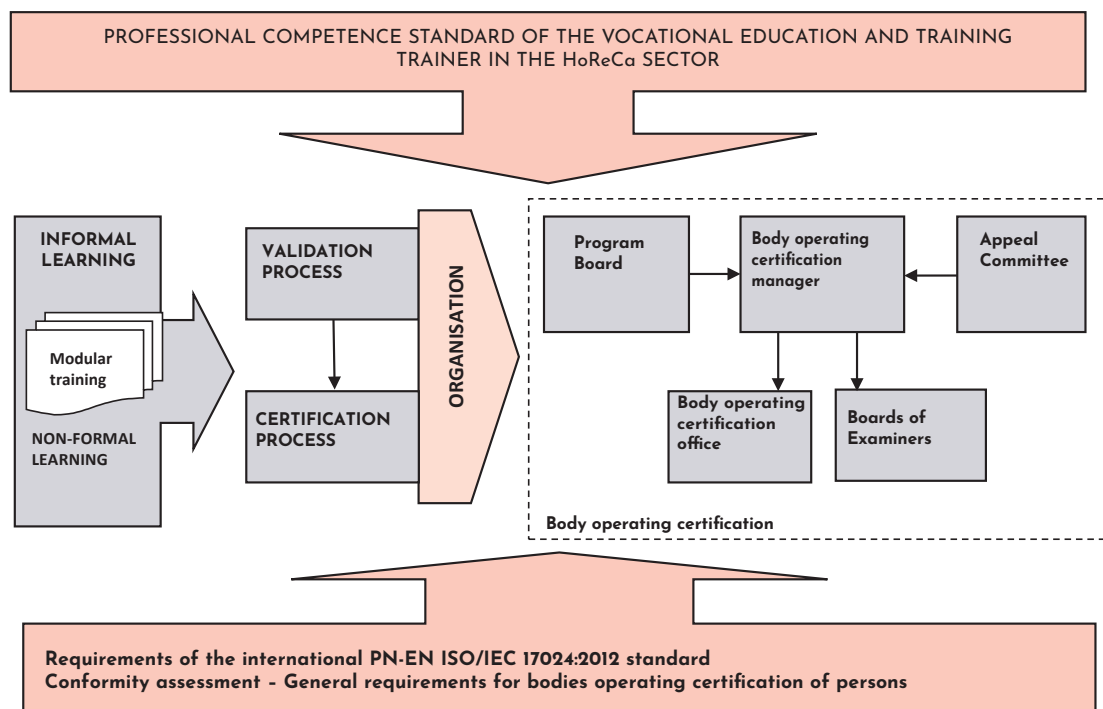 PROFESSIONAL COMPETENCE STANDARD OF THE VOCATIONAL EDUCATION AND TRAINING
TRAINER IN THE HoReCa SECTOR
INFORMAL
LEARNING
Modular
training
NON-FORMAL
LEARNING
VALIDATION
PROCESS
CERTIFICATION
PROCESS
ORGANISATION
Program
Board
Body operating
certification
manager
Appeal
Committee
Body operating
certification
office
Boards of
Examiners
Body operating certification
Requirements of the international PN-EN ISO/IEC 17024:2012 standard
Conformity assessment – General requirements for bodies operating certification of persons